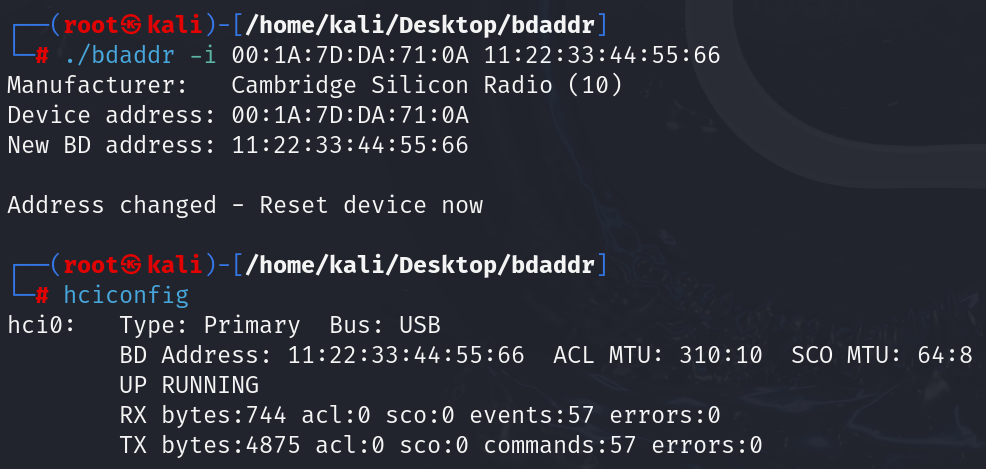 ┌──(root㉿kali)-[/home/kali/Desktop/bdaddr]
└─# ./bdaddr -i 00:1A:7D:DA:71:0A 11:22:33:44:55:66
Manufacturer:   Cambridge Silicon Radio (10)
Device address: 00:1A:7D:DA:71:0A
New BD address: 11:22:33:44:55:66

Address changed - Reset device now

┌──(root㉿kali)-[/home/kali/Desktop/bdaddr]
└─# hciconfig
hci0:   Type: Primary  Bus: USB
        BD Address: 11:22:33:44:55:66  ACL MTU: 310:10  SCO MTU: 64:8
        UP RUNNING
        RX bytes:744 acl:0 sco:0 events:57 errors:0
        TX bytes:4875 acl:0 sco:0 commands:57 errors:0